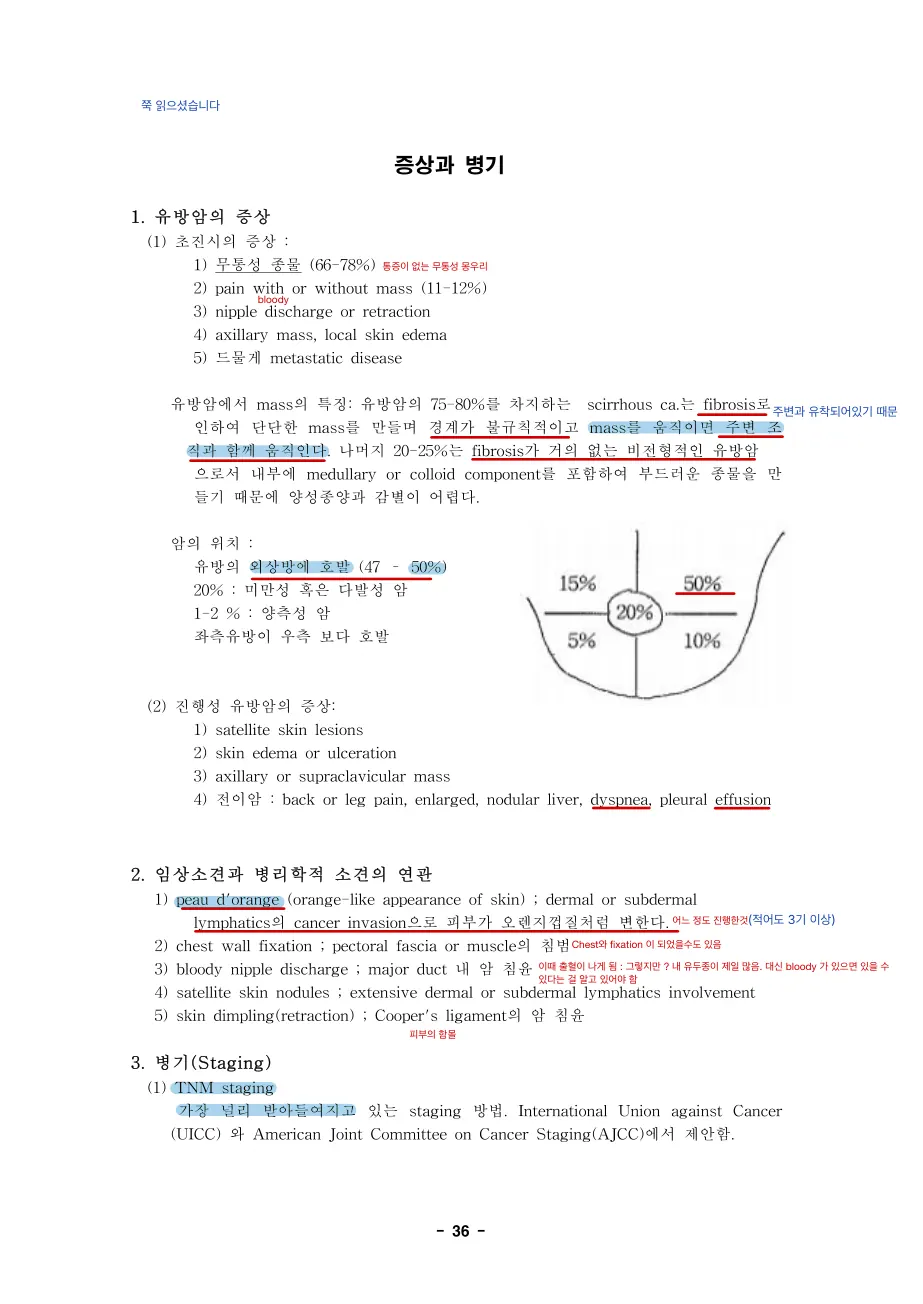 쭉 읽으셨습니다
증상과 병기
1. 유방암의 증상
(1) 초진시의 증상 :
1) 무통성 종물 (66-78%) 통증이 없는 무통성 몽우리
2) pain with or without mass (11-12%)
bloody
3) nipple discharge or retraction
4) axillary mass, local skin edema
5) 드물게 metastatic disease
유방암에서 mass의 특징: 유방암의 75-80%를 차지하는 scirrhous ca.는 fibrosis로 주변과 유착되어있기 때문
인하여 단단한 mass를 만들며 경계가 불규칙적이고 mass를 움직이면 주변 조
직과 함께 움직인다. 나머지 20-25%는 fibrosis가 거의 없는 비전형적인 유방암
으로서 내부에 medullary or colloid component를 포함하여 부드러운 종물을 만
들기 때문에 양성종양과 감별이 어렵다.
암의 위치 :
유방의 외상방에 호발 (47 - 50%)
20% : 미만성 혹은 다발성 암
1-2 % : 양측성 암
좌측유방이 우측 보다 호발
15% 50%
20%
5% 10%
(2) 진행성 유방암의 증상:
1) satellite skin lesions
2) skin edema or ulceration
3) axillary or supraclavicular mass
4) 전이암 : back or leg pain, enlarged, nodular liver, dyspnea, pleural effusion
2. 임상소견과 병리학적 소견의 연관
1) peau d'orange (orange-like appearance of skin) ; dermal or subdermal
lymphatics의 cancer invasion으로 피부가 오렌지껍질처럼 변한다. 어느 정도 진행한것(적어도 3기 이상)
2) chest wall fixation ; pectoral fascia or muscle의 침범 Chest와 fixation 이 되었을수도 있음
3) bloody nipple discharge ; major duct 내 암 침윤 이때 출혈이 나게 됨 : 그렇지만 ? 내 유두종이 제일 많음. 대신 bloody 가 있으면 있을 수
있다는 걸 알고 있어야 함
4) satellite skin nodules ; extensive dermal or subdermal lymphatics involvement
5) skin dimpling(retraction) ; Cooper's ligament의 암 침윤
피부의 함몰
3. 병기(Staging)
(1) TNM staging
가장 널리 받아들여지고 있는 staging 방법. International Union against Cancer
(UICC) 와 American Joint Committee on Cancer Staging(AJCC)에서 제안함.
- 36 -